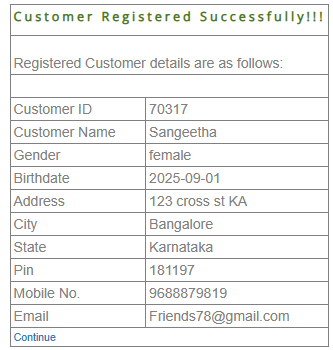 Customer Registered Successfully!!!
Registered Customer details are as follows:
Customer ID 70317
Customer Name Sangeetha
Gender female
Birthdate 2025-09-01
Address 123 cross st KA
City Bangalore
State Karnataka
Pin 181197
Mobile No. 9688879819
Email Friends78@gmail.com
Continue